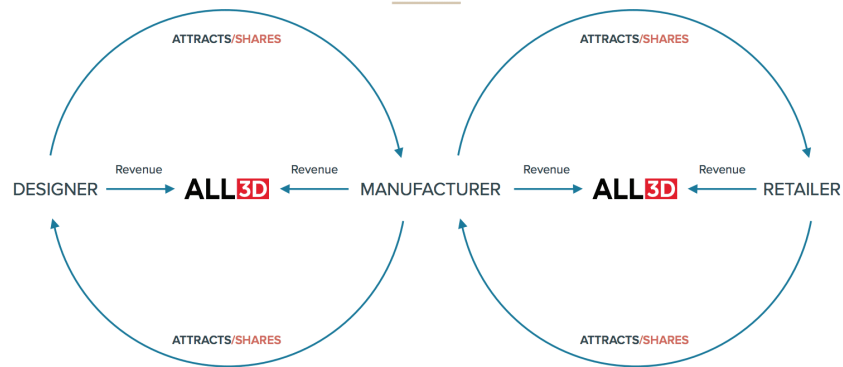 ATTRACTS/SHARES
ATTRACTS/SHARES
Revenue
Revenue
Revenue
Revenue
DESIGNER
ALL3D
MANUFACTURER
ALL3D
RETAILER
ATTRACTS/SHARES
ATTRACTS/SHARES